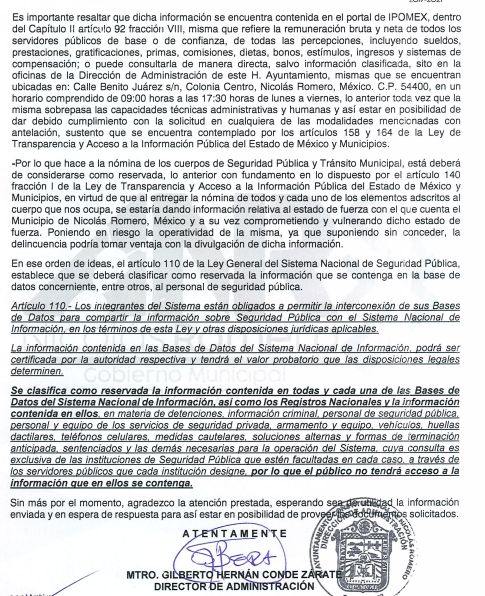 Es importante resaltar que dicha información se encuentra contenida en el portal de IPOMEX, dentro
del Capítulo II artículo 92 fracción VIII, misma que refiere la remuneración bruta y neta de todos los
servidores públicos de base o de confianza, de todas las percepciones, incluyendo sueldos,
prestaciones, gratificaciones, primas, comisiones, dietas, bonos, estímulos, ingresos y sistemas de
compensación; o puede consultarla de manera directa, salvo información clasificada, sito en la
oficinas de la Dirección de Administración de este H. Ayuntamiento, mismas que se encuentran
ubicadas en: Calle Benito Juárez s/n, Colonia Centro, Nicolás Romero, México. C.P. 54400, en un
horario comprendido de 09:00 horas a las 17:30 horas de lunes a viernes, lo anterior toda vez que la
misma sobrepasa las capacidades técnicas administrativas y humanas y así estar en posibilidad de
dar debido cumplimiento con la solicitud en cualquiera de las modalidades mencionadas con
antelación, sustento que se encuentra contemplado por los artículos 158 y 164 de la Ley de
Transparencia y Acceso a la Información Pública del Estado de México y Municipios.
-Por lo que hace a la nómina de los cuerpos de Seguridad Pública y Tránsito Municipal, está deberá
de considerarse como reservada, lo anterior con fundamento en lo dispuesto por el artículo 140
fracción I de la Ley de Transparencia y Acceso a la Información Pública del Estado de México y
Municipios, en virtud de que al entregar la nómina de todos y cada uno de los elementos adscritos al
cuerpo que nos ocupa, se estaría dando información relativa al estado de fuerza con el que cuenta el
Municipio de Nicolás Romero, México y a su vez comprometiendo y vulnerando dicho estado de
fuerza. Poniendo en riesgo la operatividad de la misma, ya que suponiendo sin conceder, la
delincuencia podría tomar ventaja con la divulgación de dicha información.
En ese orden de ideas, el artículo 110 de la Ley General del Sistema Nacional de Seguridad Pública,
establece que se deberá clasificar como reservada la información que se contenga en la base de
datos concerniente, entre otros, al personal de seguridad pública.
Artículo 110.- Los integrantes del Sistema están obligados a permitir la interconexión de sus Bases
de Datos para compartir la información sobre Seguridad Pública con el Sistema Nacional de
Información, en los términos de esta Ley y otras disposiciones jurídicas aplicables.
La información contenida en las Bases de Datos del Sistema Nacional de Información, podrá ser
certificada por la autoridad respectiva y tendrá el valor probatorio que las disposiciones legales
determinen.
Gobierno Municipal
Se clasifica como reservada la información contenida en todas y cada una de las Bases de
Datos del Sistema Nacional de Información, así como los Registros Nacionales y la información
contenida en ellos, en materia de detenciones, información criminal, personal de seguridad pública,
personal y equipo de los servicios de seguridad privada, armamento y equipo, vehículos, huellas
dactilares, teléfonos celulares, medidas cautelares, soluciones alternas y formas de terminación
anticipada, sentenciados y las demás necesarias para la operación del Sistema, cuya consulta es
exclusiva de las instituciones de Seguridad Pública que estén facultadas en cada caso, a través de
los servidores públicos que cada institución designe, por lo que el público no tendrá acceso a la
información que en ellos se contenga.
Sin más por el momento, agradezco la atención prestada, esperando sea de utilidad la información
enviada y en espera de respuesta para así estar en posibilidad de proveer los documentos solicitados.
ATENTAMENTE
MTRO. GILBERTO HERNÁN CONDE ZÁRATE
DIRECTOR DE ADMINISTRACIÓN